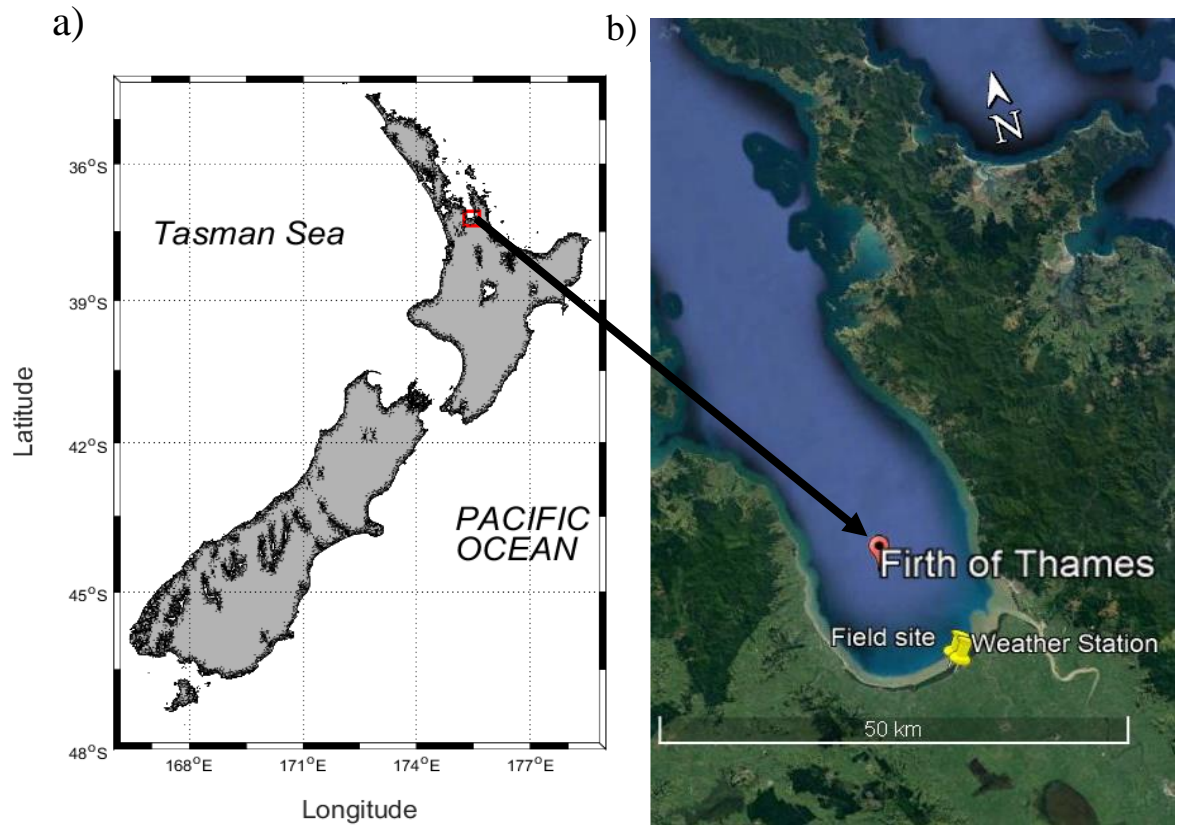 a)
b)
36°S
39°S
42°S
45°S
48°S
Latitude
Tasman Sea
PACIFIC
OCEAN
168°E
171°E
174°E
177°E
Longitude
N
Firth of Thames
Field site
Weather Station
50 km